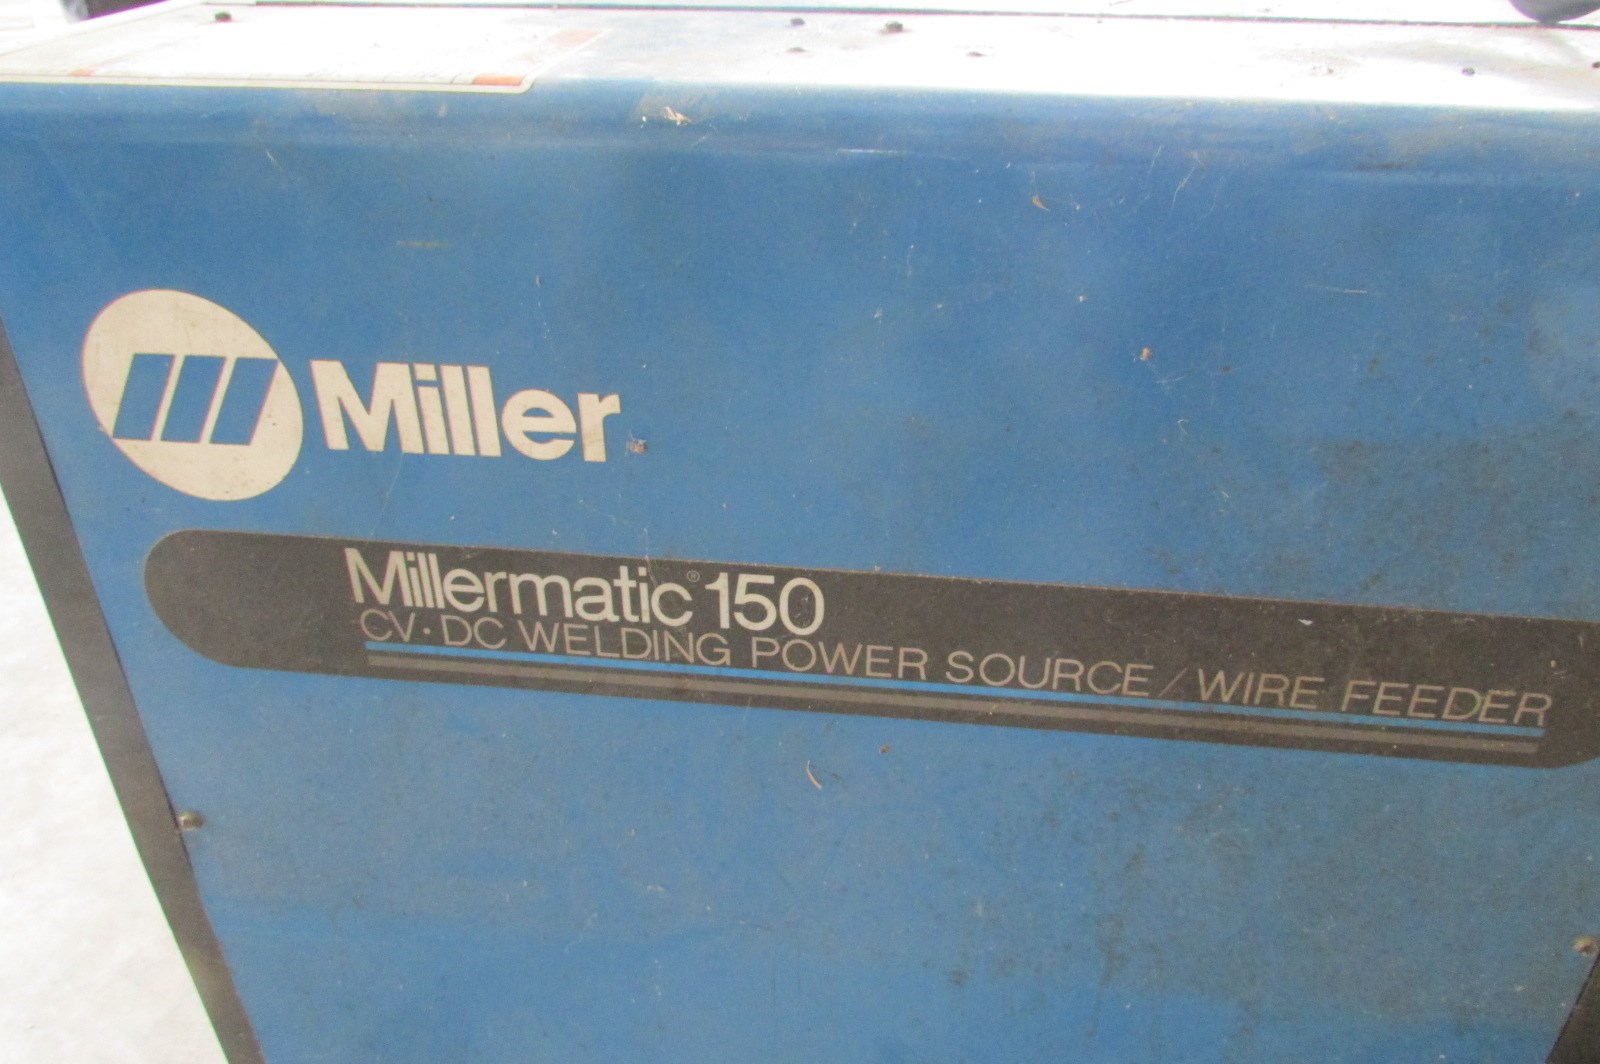 Miller
Millermatic® 150
CV·DC WELDING POWER SOURCE/WIRE FEEDER